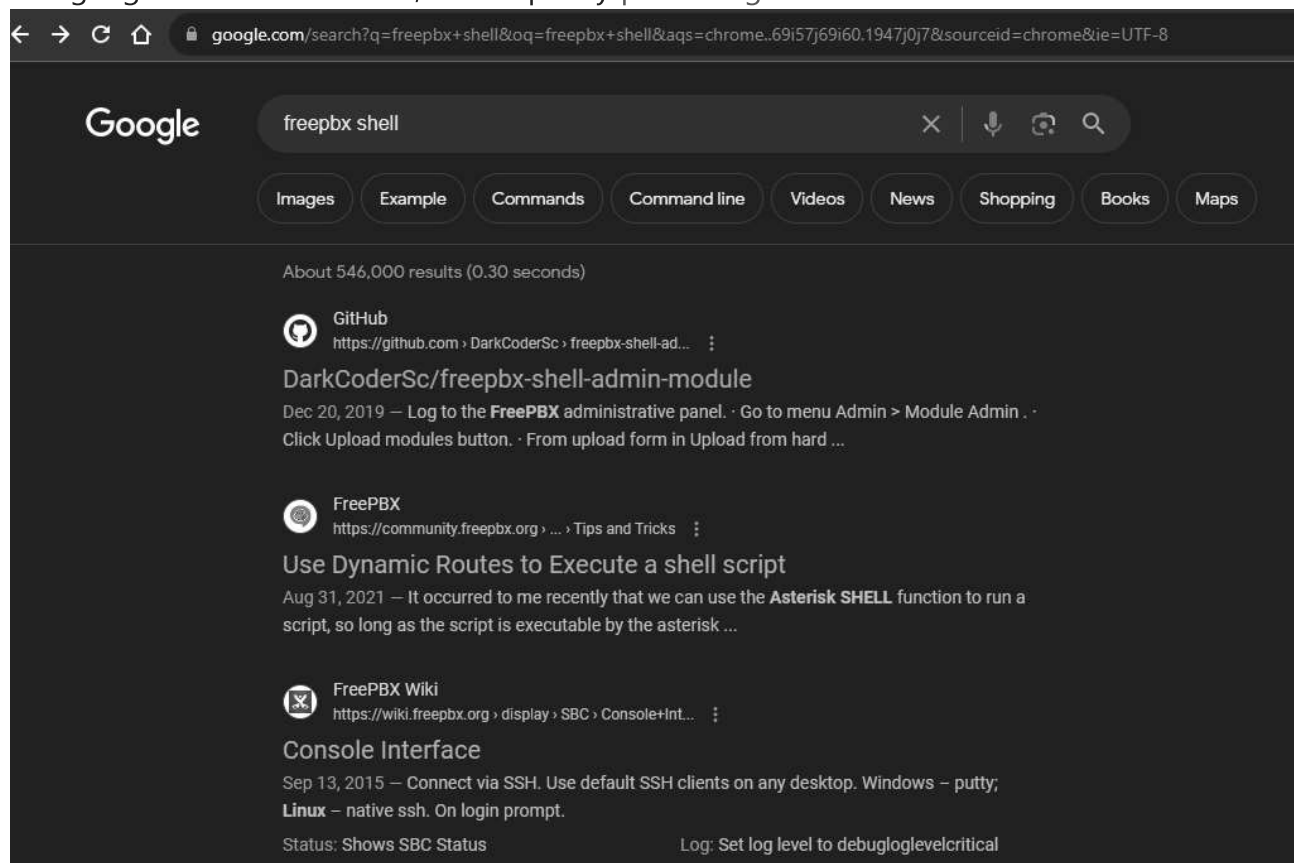 google.com/search?q=freepbx+shell&oq=freepbx+shell&aqs=chrome..69i57j69i60.1947j0j7&sourceid=chrome&ie=UTF-8
Google
freepbx shell
Images
Example
Commands
Command line
Videos
News
Shopping
Books
Maps
About 546,000 results (0.30 seconds)
GitHub
https://github.com › DarkCoderSc › freepbx-shell-ad...
DarkCoderSc/freepbx-shell-admin-module
Dec 20, 2019 — Log to the FreePBX administrative panel. · Go to menu Admin > Module Admin . ·
Click Upload modules button. · From upload form in Upload from hard ...
FreePBX
https://community.freepbx.org › ... › Tips and Tricks
Use Dynamic Routes to Execute a shell script
Aug 31, 2021 — It occurred to me recently that we can use the Asterisk SHELL function to run a
script, so long as the script is executable by the asterisk ...
FreePBX Wiki
https://wiki.freepbx.org › display › SBC › Console+Int...
Console Interface
Sep 13, 2015 — Connect via SSH. Use default SSH clients on any desktop. Windows – putty;
Linux – native ssh. On login prompt.
Status: Shows SBC Status
Log: Set log level to debugloglevelcritical